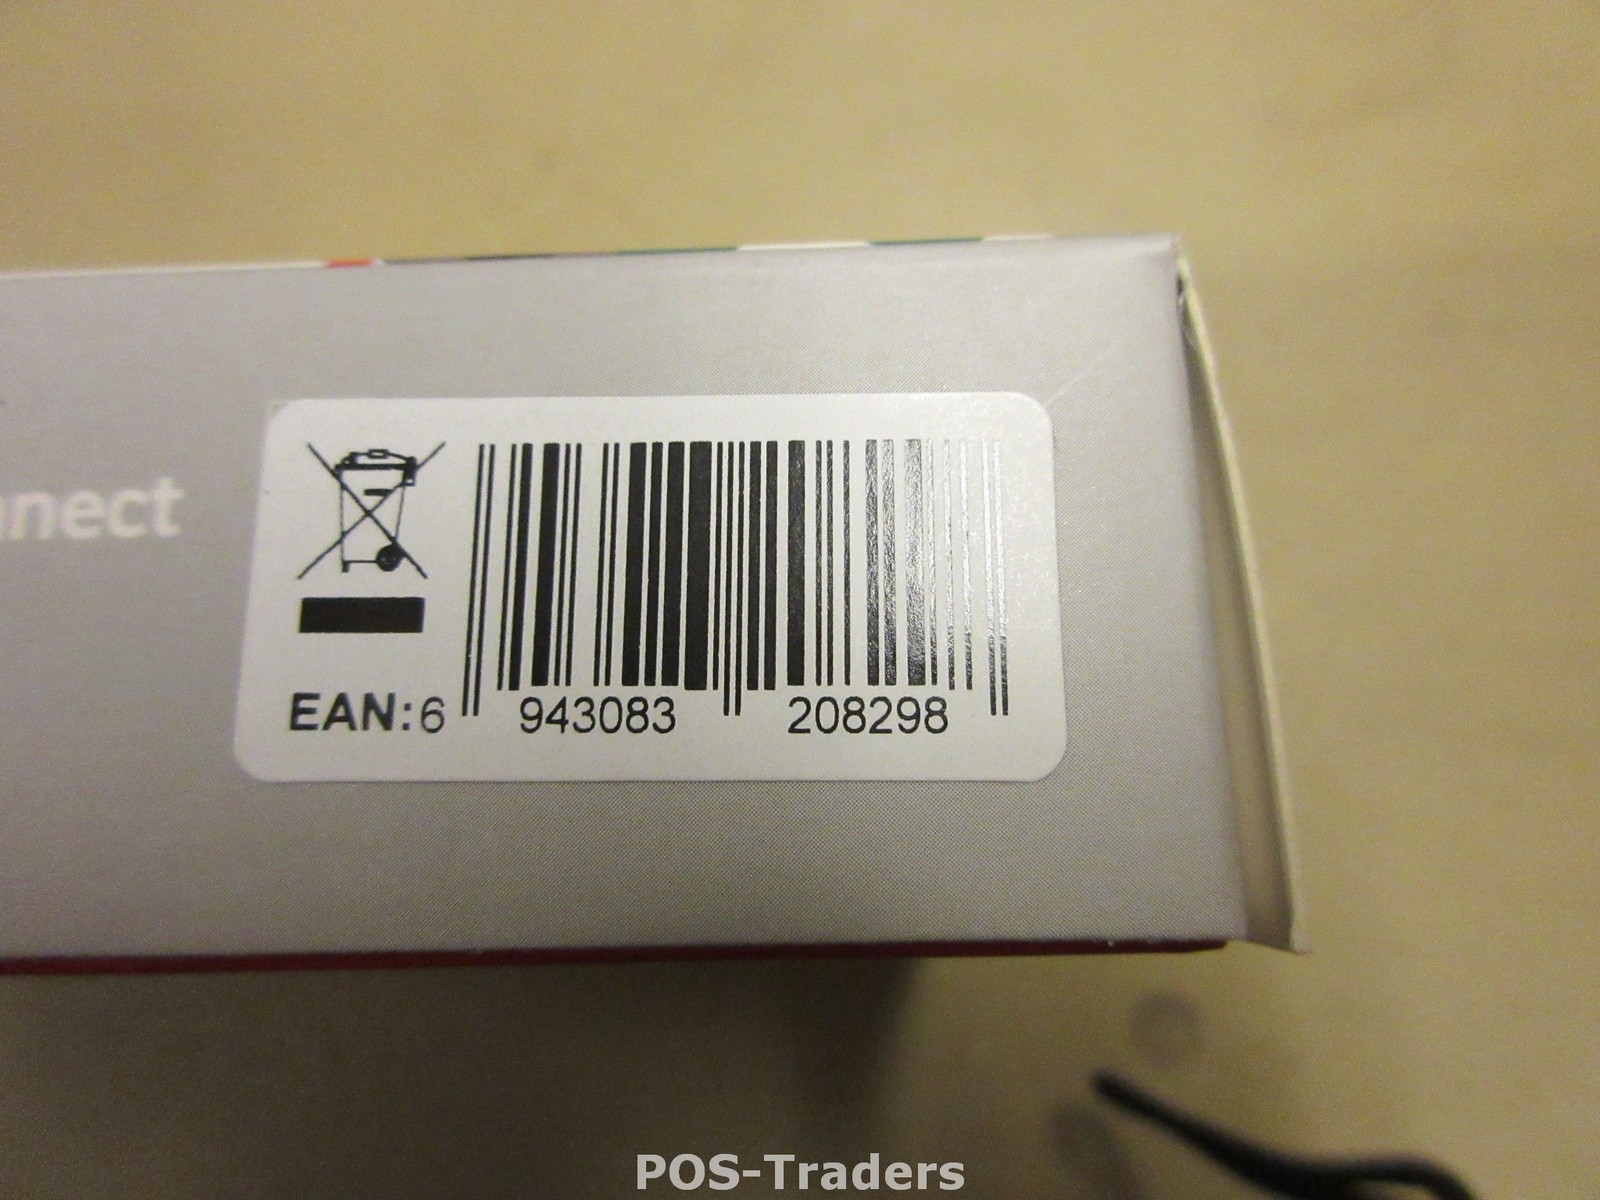 nnect
EAN:6 943083 208298
POS-Traders